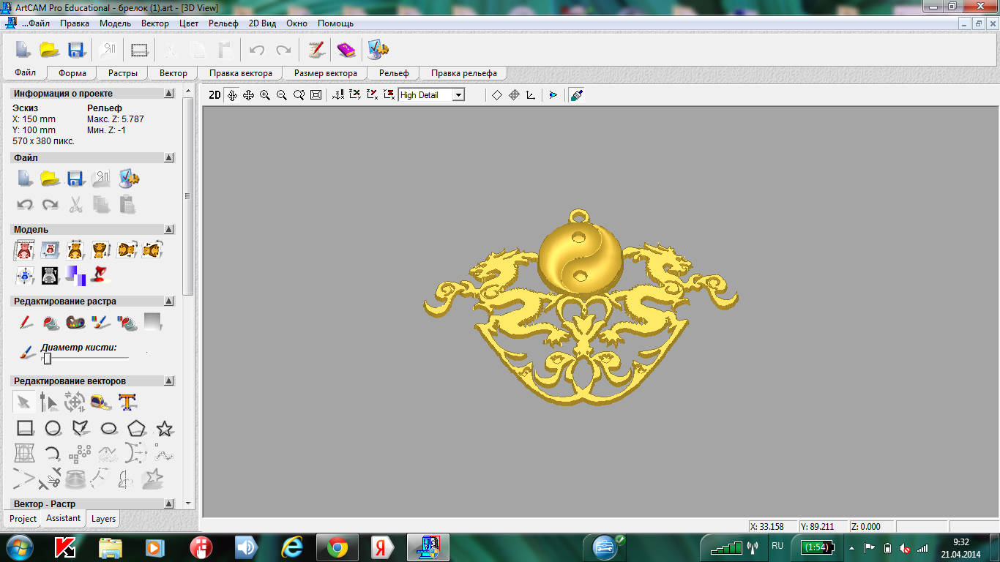 ArtCAM Pro Educational - брелок (1).art - [3D View]
...Файл Правка Модель Вектор Цвет Рельеф 2D Вид Окно Помощь
Файл Форма Растры Вектор Правка вектора Размер вектора Рельеф Правка рельефа
2D High Detail
Информация о проекте
Эскиз Рельеф
X: 150 mm Макс. Z: 5.787
Y: 100 mm Мин. Z: -1
570 x 380 пикс.
Файл
Модель
Редактирование растра
Диаметр кисти:
Редактирование векторов
Вектор - Растр
Project Assistant Layers
X: 33.158 Y: 89.211 Z: 0.000
RU (1:54) 9:32
21.04.2014